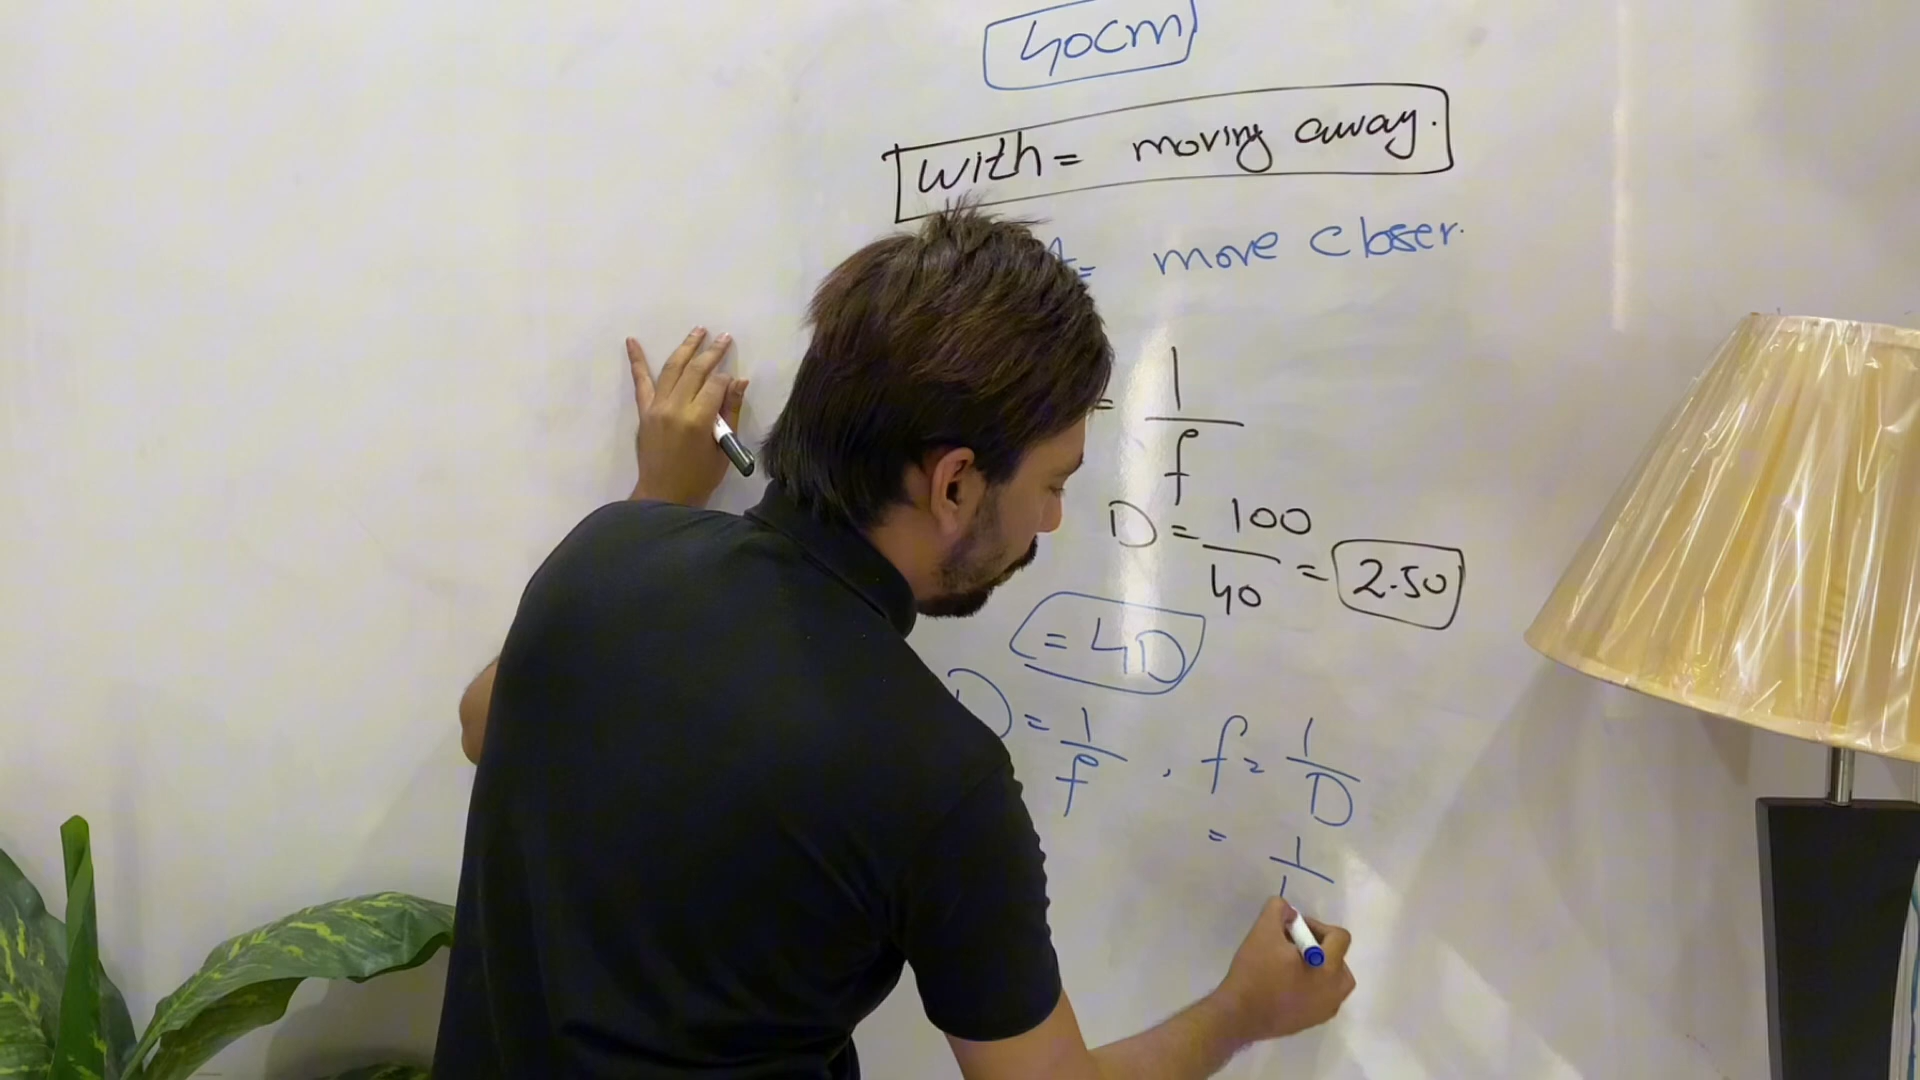 40cm
with = moving away.
= move closer.
= 1/f
D = 100/40 = 2.50
= 4D
D = 1/f , f = 1/D
= 1/